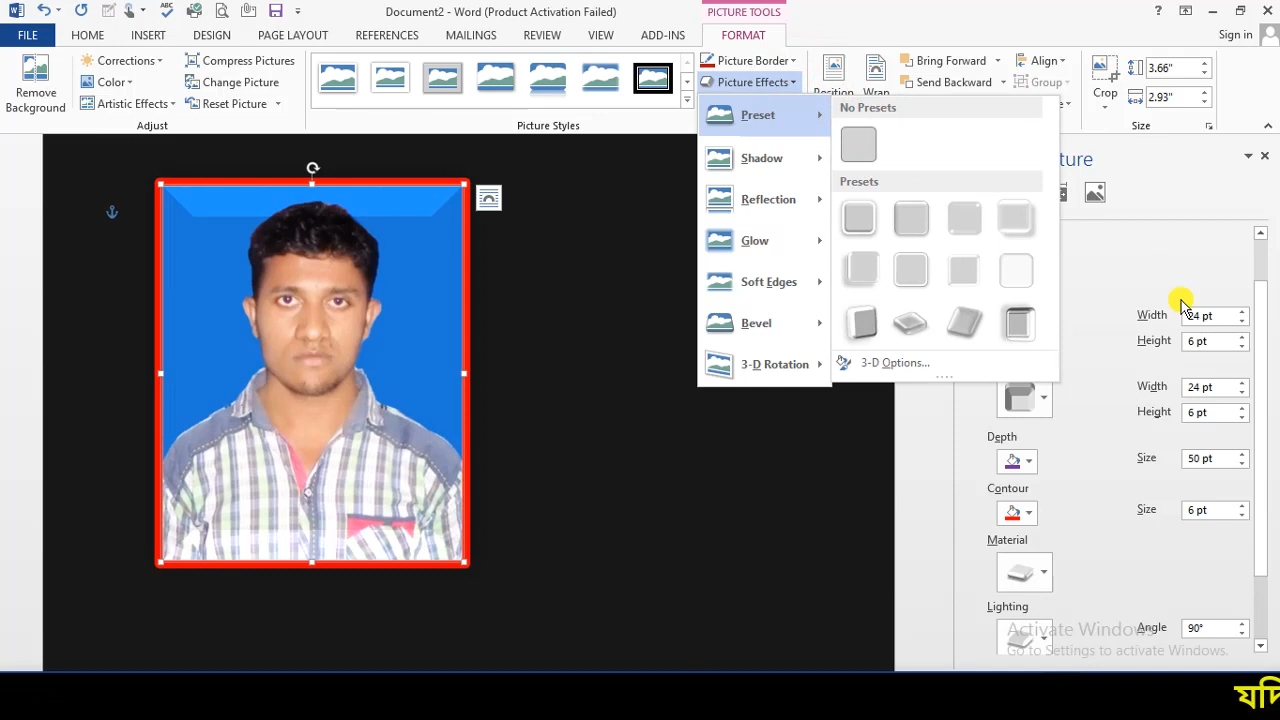 Document2 - Word (Product Activation Failed)
PICTURE TOOLS
?
FILE HOME INSERT DESIGN PAGE LAYOUT REFERENCES MAILINGS REVIEW VIEW ADD-INS FORMAT Sign in
Remove Background
Corrections
Color
Artistic Effects
Compress Pictures
Change Picture
Reset Picture
Adjust
Picture Styles
Picture Border
Picture Effects
Position
Wrap
Bring Forward
Send Backward
Align
Group
Crop
3.66"
2.93"
Size
Preset
Shadow
Reflection
Glow
Soft Edges
Bevel
3-D Rotation
No Presets
Presets
3-D Options...
Width 24 pt
Height 6 pt
Width 24 pt
Height 6 pt
Depth
Size 50 pt
Contour
Size 6 pt
Material
Lighting
Angle 90°
Activate Windows
Go to Settings to activate Windows.
যদি